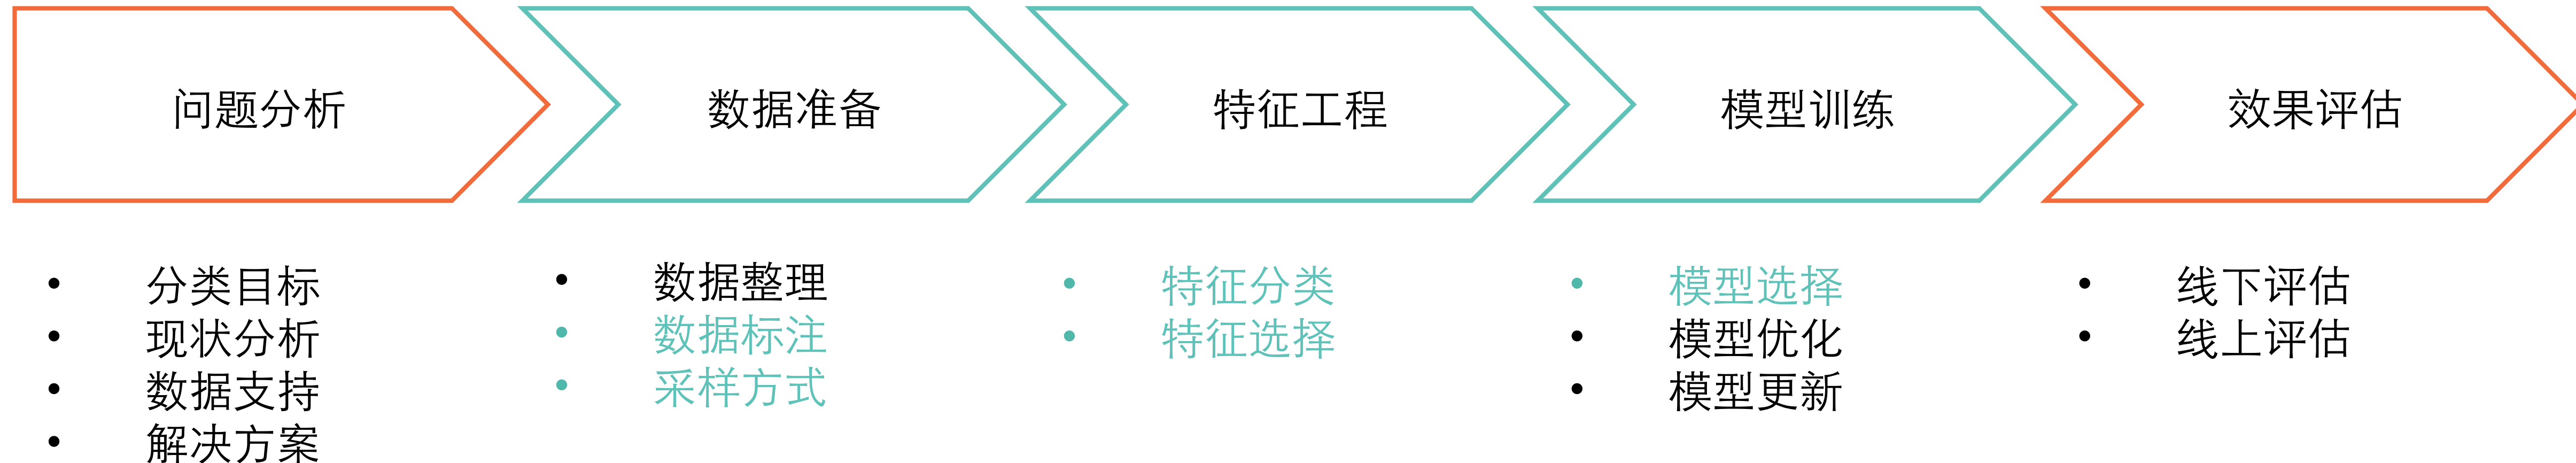 问题分析
数据准备
特征工程
模型训练
效果评估
• 分类目标
• 现状分析
• 数据支持
• 解决方案
• 数据整理
• 数据标注
• 采样方式
• 特征分类
• 特征选择
• 模型选择
• 模型优化
• 模型更新
• 线下评估
• 线上评估